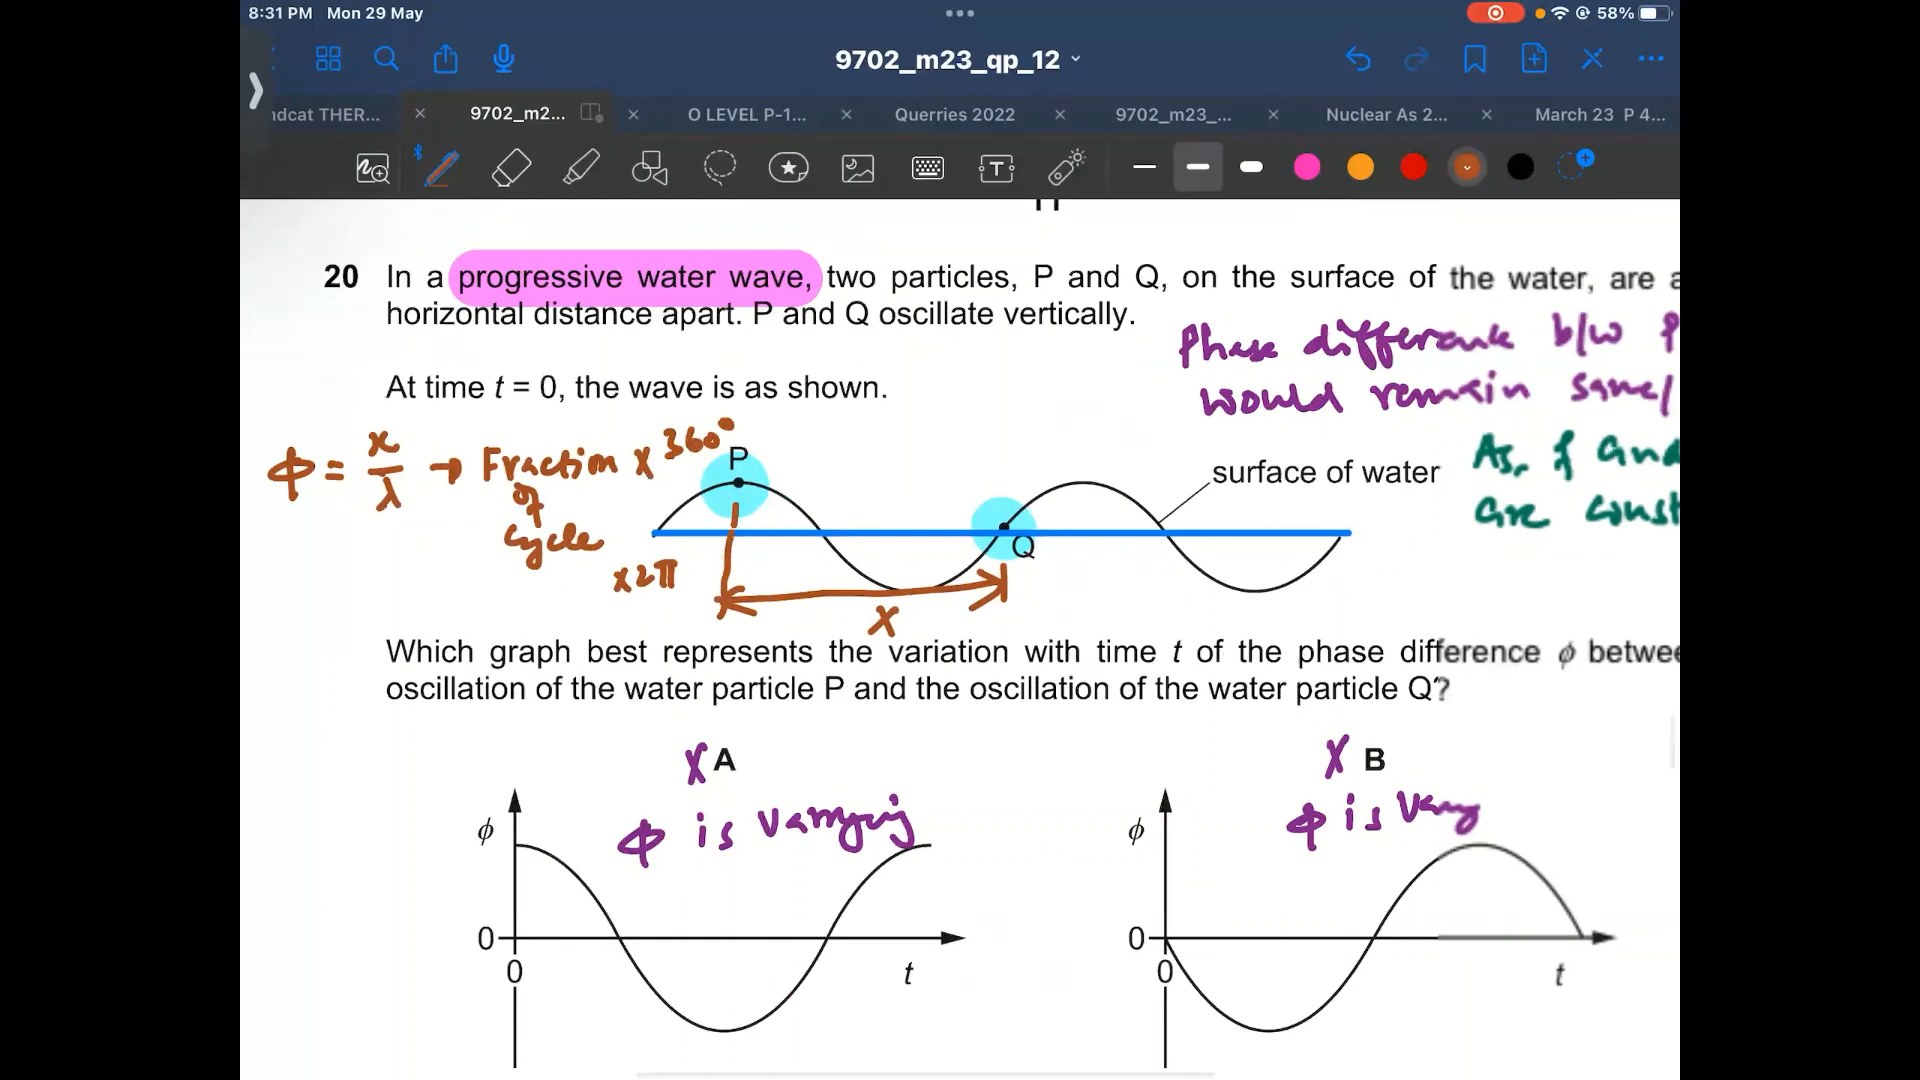 8:31 PM Mon 29 May
58%
9702_m23_qp_12
ndcat THER...
9702_m2...
O LEVEL P-1...
Querries 2022
9702_m23_...
Nuclear As 2...
March 23 P 4...
20 In a progressive water wave, two particles, P and Q, on the surface of the water, are a
horizontal distance apart. P and Q oscillate vertically.
Phase difference b/w P
would remain same/
At time t = 0, the wave is as shown.
ϕ = x/λ → Fraction of cycle × 360°
× 2π
P
surface of water
As f and
are const
Q
x
Which graph best represents the variation with time t of the phase difference ϕ betwee
oscillation of the water particle P and the oscillation of the water particle Q?
X A
ϕ is varrying
ϕ
0
0
t
X B
ϕ is vary
ϕ
0
0
t